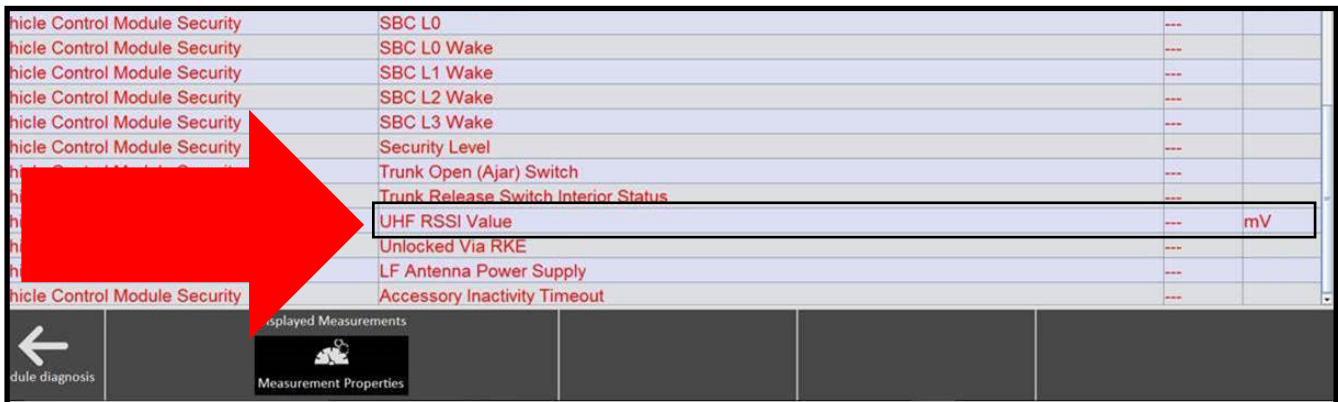 hicle Control Module Security SBC L0 ---
hicle Control Module Security SBC L0 Wake ---
hicle Control Module Security SBC L1 Wake ---
hicle Control Module Security SBC L2 Wake ---
hicle Control Module Security SBC L3 Wake ---
hicle Control Module Security Security Level ---
Trunk Open (Ajar) Switch ---
Trunk Release Switch Interior Status ---
UHF RSSI Value --- mV
Unlocked Via RKE ---
LF Antenna Power Supply ---
hicle Control Module Security Accessory Inactivity Timeout ---
isplayed Measurements
dule diagnosis
Measurement Properties